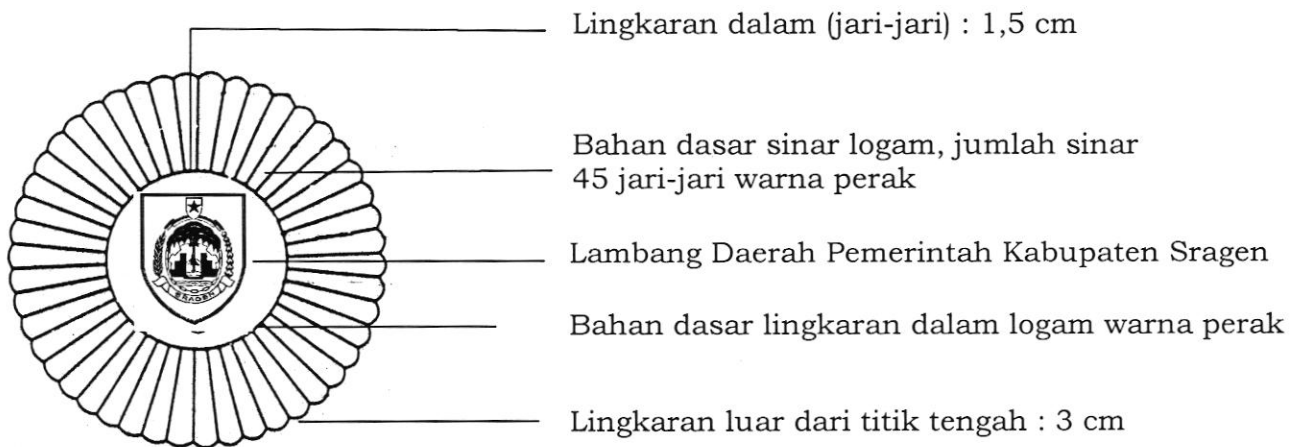 Lingkaran dalam (jari-jari) : 1,5 cm
Bahan dasar sinar logam, jumlah sinar
45 jari-jari warna perak
Lambang Daerah Pemerintah Kabupaten Sragen
SRAGEN
Bahan dasar lingkaran dalam logam warna perak
Lingkaran luar dari titik tengah : 3 cm